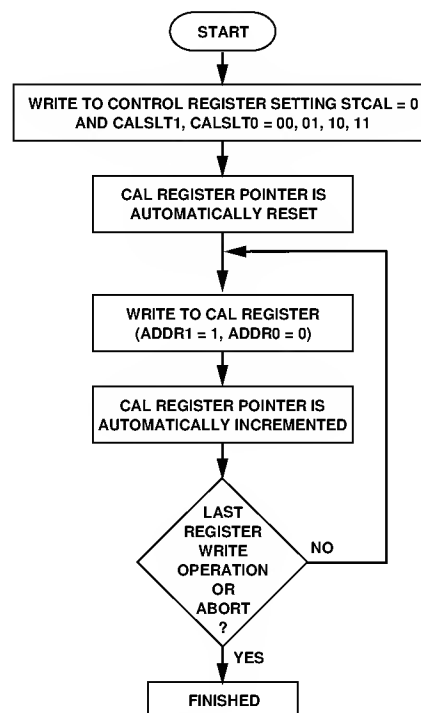 START
WRITE TO CONTROL REGISTER SETTING STCAL = 0
AND CALSLT1, CALSLT0 = 00, 01, 10, 11
CAL REGISTER POINTER IS
AUTOMATICALLY RESET
WRITE TO CAL REGISTER
(ADDR1 = 1, ADDR0 = 0)
CAL REGISTER POINTER IS
AUTOMATICALLY INCREMENTED
LAST
REGISTER
WRITE
OPERATION
OR
ABORT
?
NO
YES
FINISHED